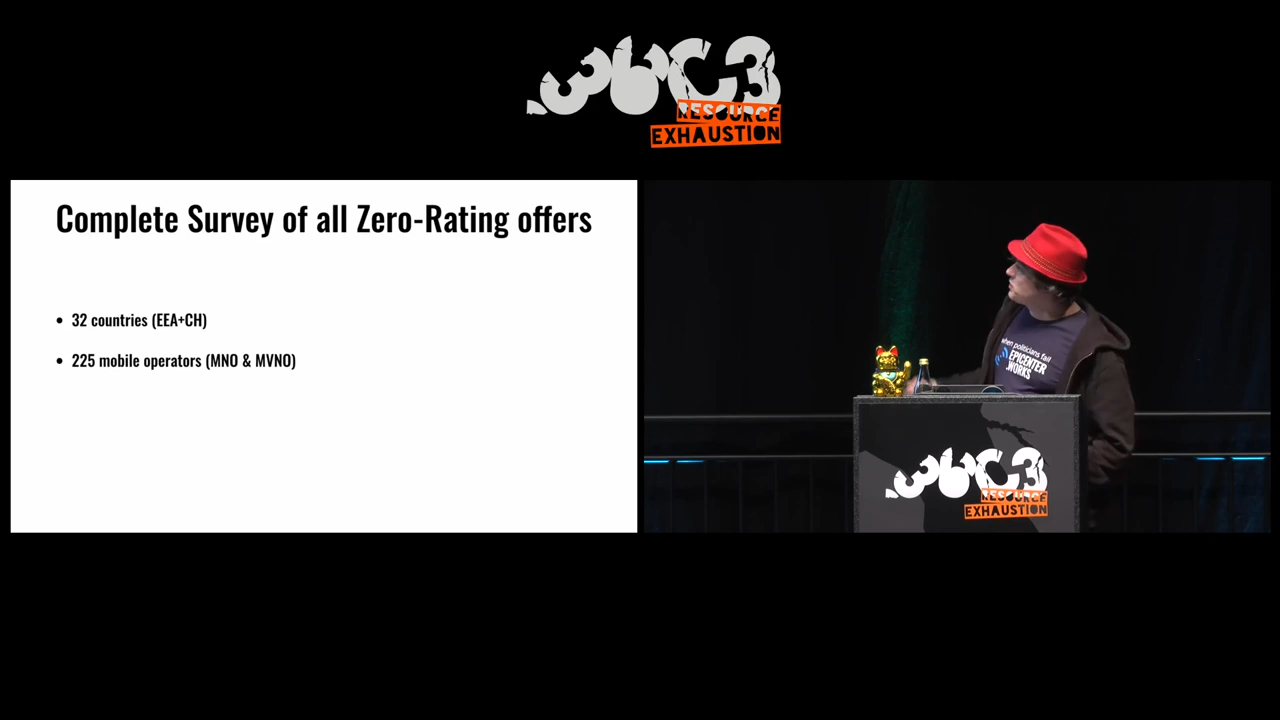 36C3
RESOURCE
EXHAUSTION
Complete Survey of all Zero-Rating offers
• 32 countries (EEA+CH)
• 225 mobile operators (MNO & MVNO)
when politicians fail
EPICENTER
.WORKS
36C3
RESOURCE
EXHAUSTION